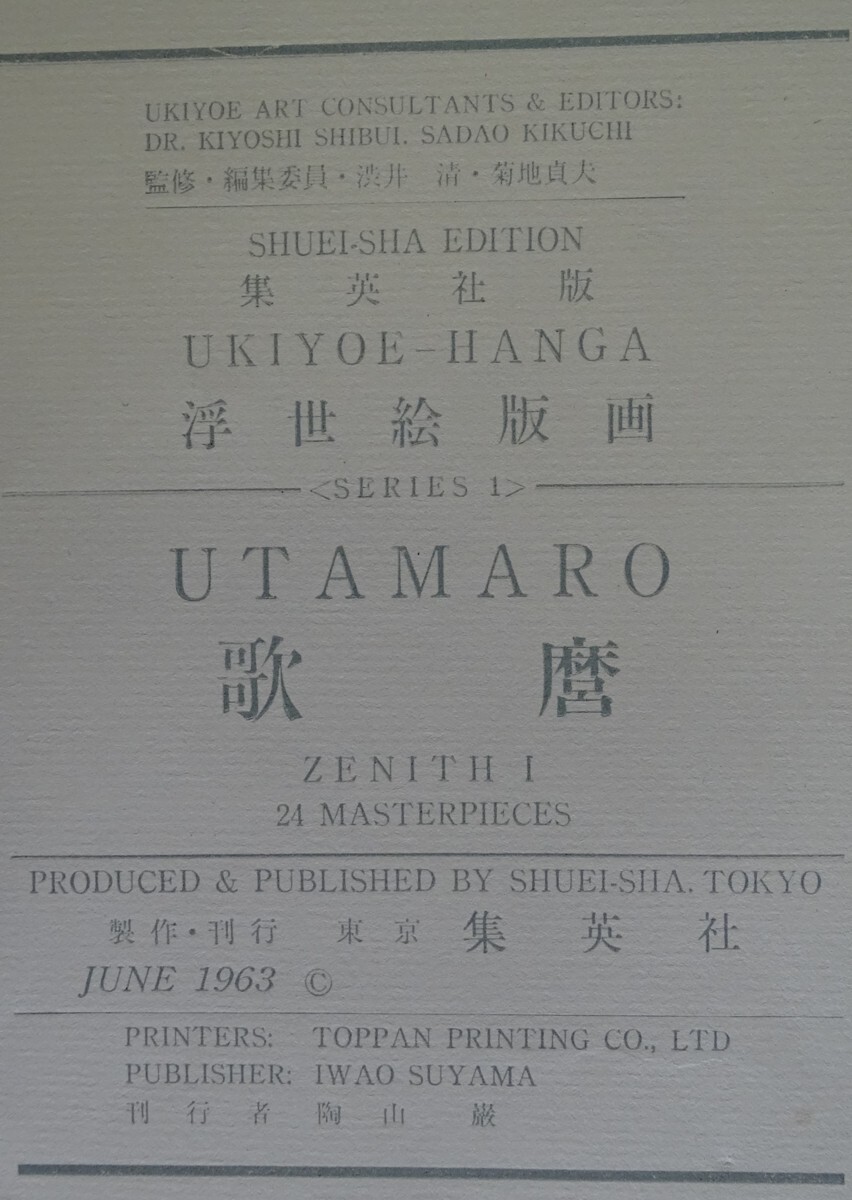 UKIYOE ART CONSULTANTS & EDITORS:
DR. KIYOSHI SHIBUI. SADAO KIKUCHI
監修・編集委員・渋井 清・菊地貞夫
SHUEI-SHA EDITION
集英社版
UKIYOE-HANGA
浮世絵版画
<SERIES 1>
UTAMARO
歌麿
ZENITH I
24 MASTERPIECES
PRODUCED & PUBLISHED BY SHUEI-SHA. TOKYO
製作・刊行 東京 集英社
JUNE 1963 ©
PRINTERS: TOPPAN PRINTING CO., LTD
PUBLISHER: IWAO SUYAMA
刊行者 陶山 巌